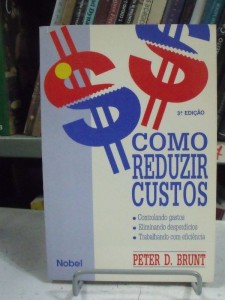 3ª EDIÇÃO
COMO
REDUZIR
CUSTOS
• Controlando gastos
• Eliminando desperdícios
• Trabalhando com eficiência
Nobel
PETER D. BRUNT